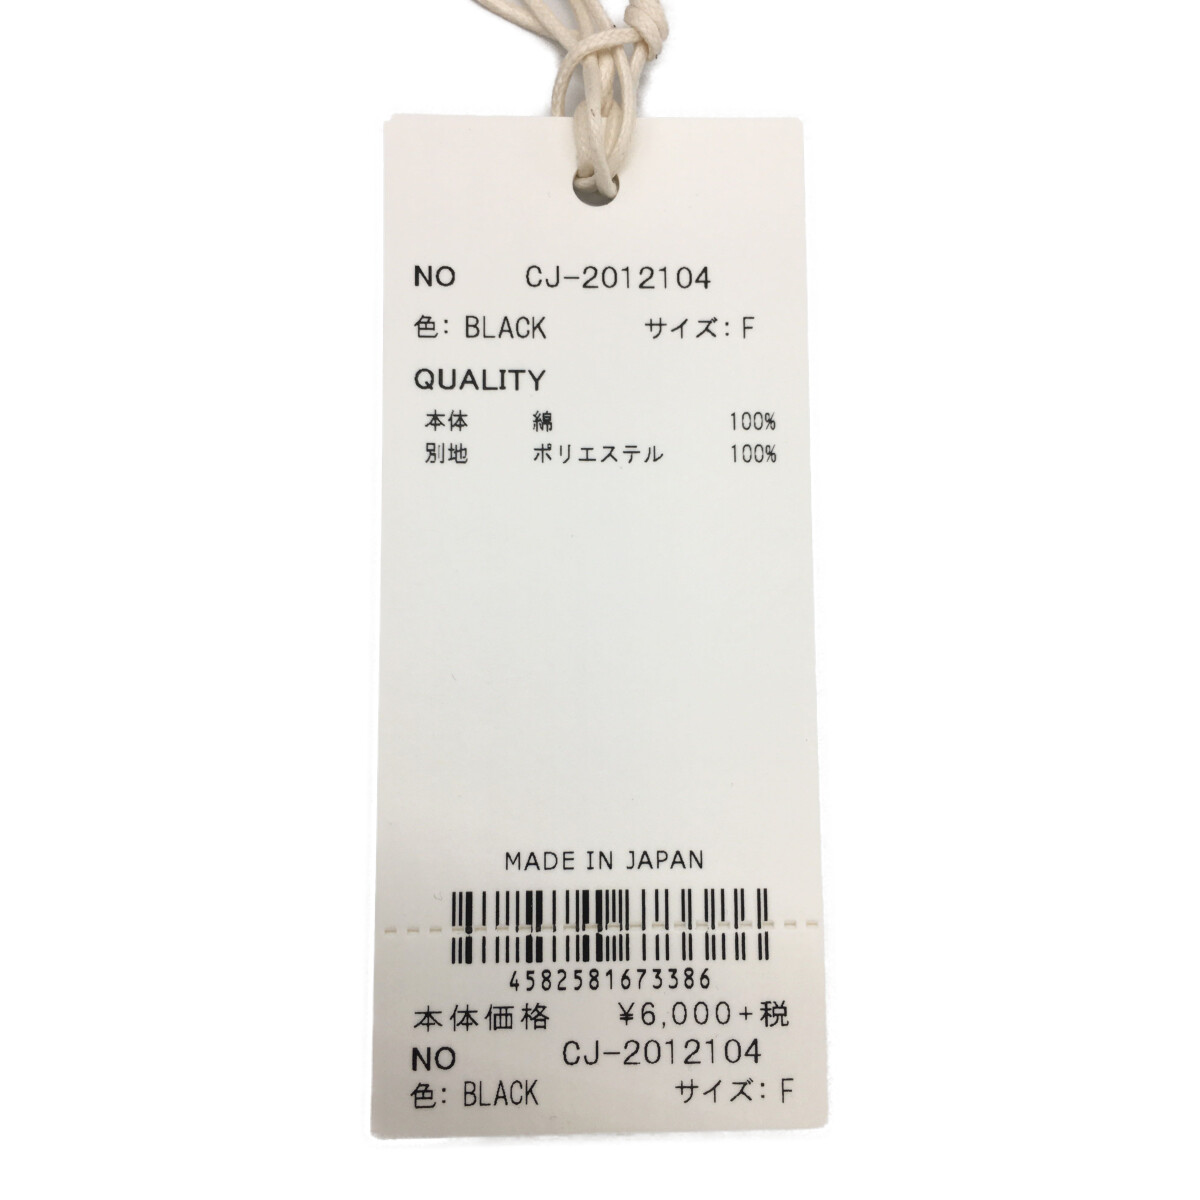 NO CJ-2012104
色: BLACK サイズ: F
QUALITY
本体 綿 100%
別地 ポリエステル 100%
MADE IN JAPAN
4582581673386
本体価格 ¥6,000+税
NO CJ-2012104
色: BLACK サイズ: F